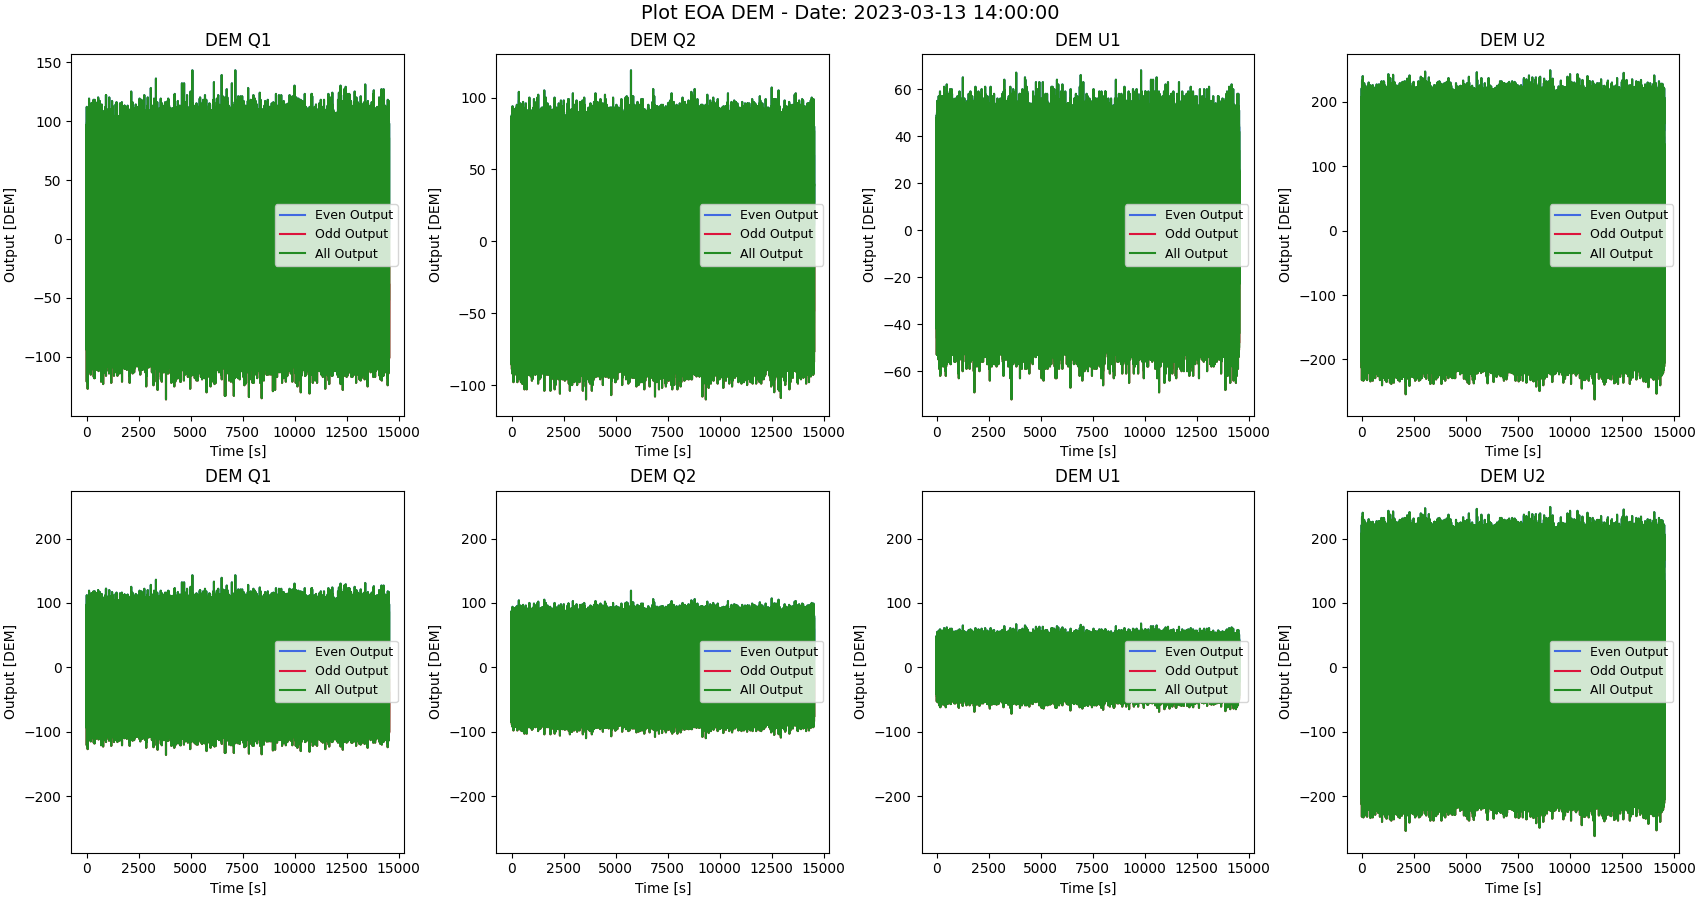 Plot EOA DEM - Date: 2023-03-13 14:00:00
DEM Q1
Output [DEM]
150
100
50
0
−50
−100
0 2500 5000 7500 10000 12500 15000
Time [s]
Even Output
Odd Output
All Output
DEM Q2
Output [DEM]
100
50
0
−50
−100
0 2500 5000 7500 10000 12500 15000
Time [s]
Even Output
Odd Output
All Output
DEM U1
Output [DEM]
60
40
20
0
−20
−40
−60
0 2500 5000 7500 10000 12500 15000
Time [s]
Even Output
Odd Output
All Output
DEM U2
Output [DEM]
200
100
0
−100
−200
0 2500 5000 7500 10000 12500 15000
Time [s]
Even Output
Odd Output
All Output
DEM Q1
Output [DEM]
200
100
0
−100
−200
0 2500 5000 7500 10000 12500 15000
Time [s]
Even Output
Odd Output
All Output
DEM Q2
Output [DEM]
200
100
0
−100
−200
0 2500 5000 7500 10000 12500 15000
Time [s]
Even Output
Odd Output
All Output
DEM U1
Output [DEM]
200
100
0
−100
−200
0 2500 5000 7500 10000 12500 15000
Time [s]
Even Output
Odd Output
All Output
DEM U2
Output [DEM]
200
100
0
−100
−200
0 2500 5000 7500 10000 12500 15000
Time [s]
Even Output
Odd Output
All Output